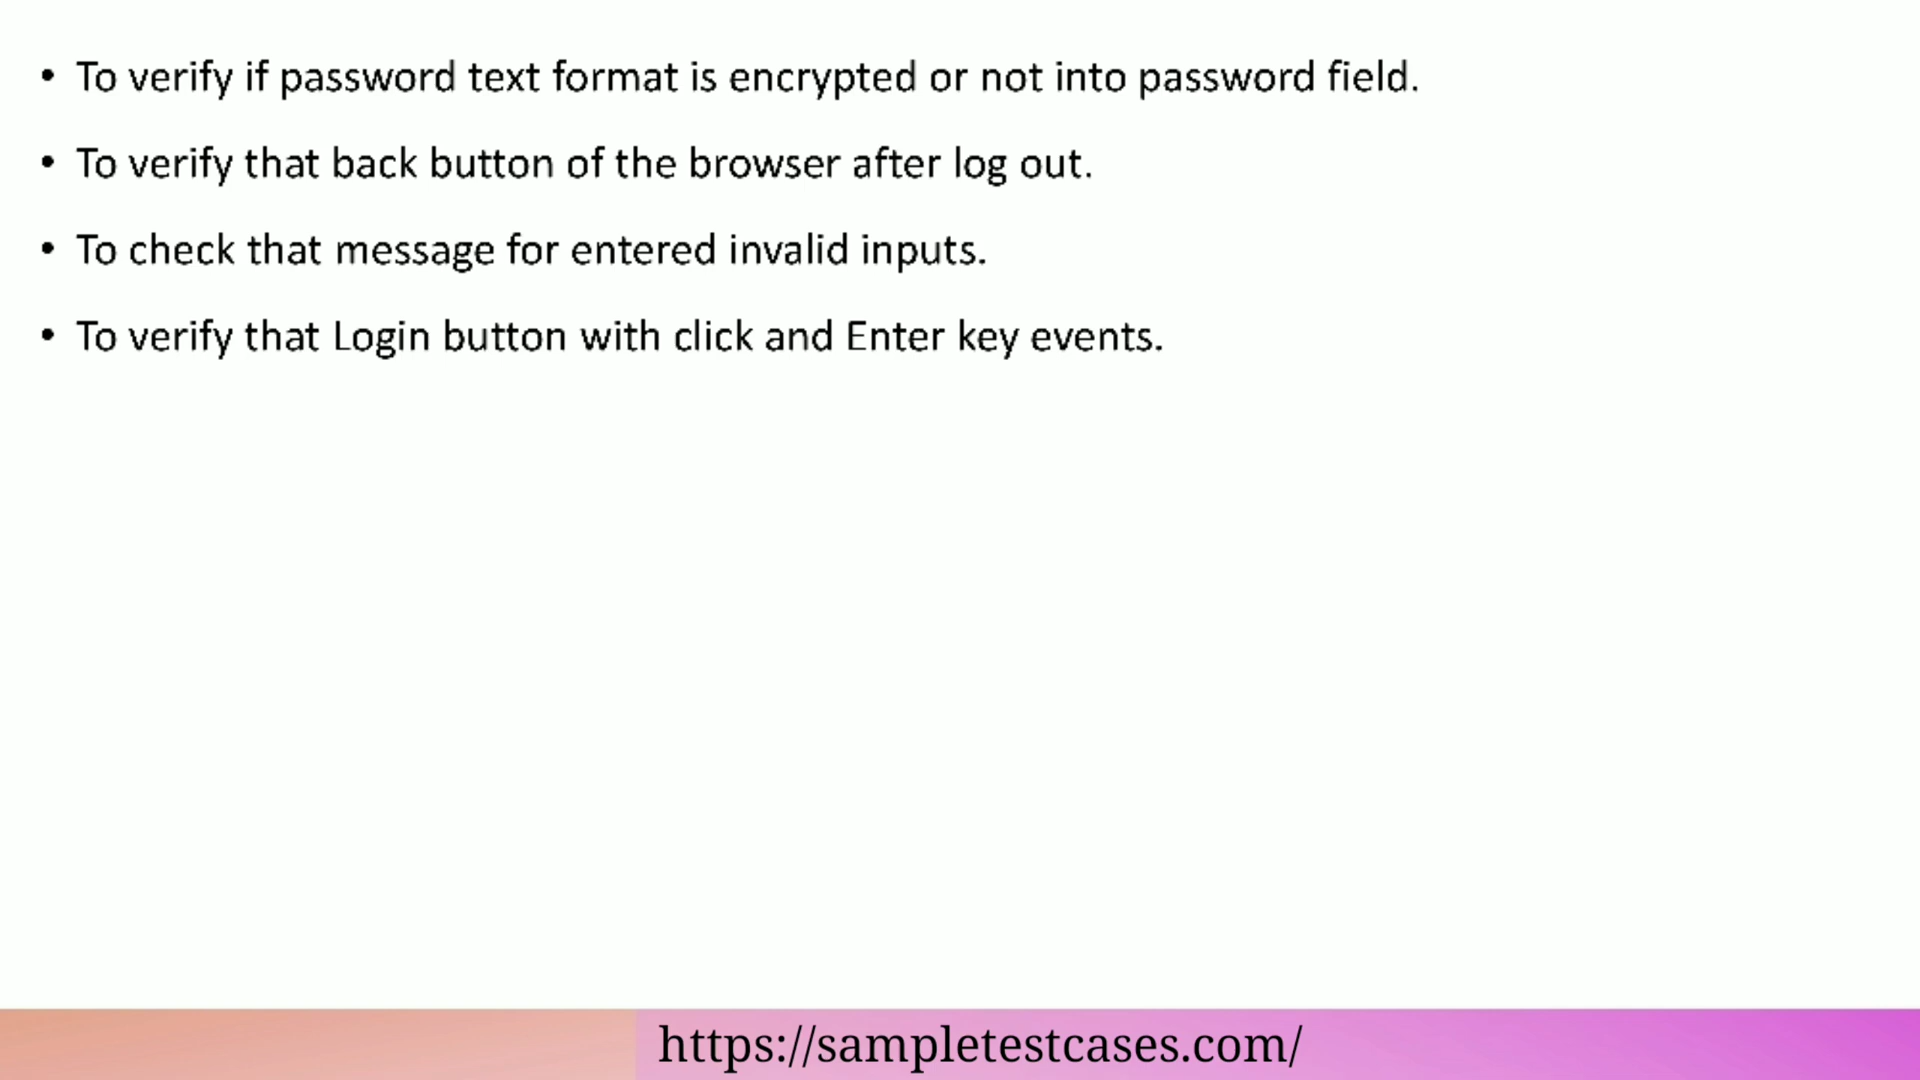 • To verify if password text format is encrypted or not into password field.
• To verify that back button of the browser after log out.
• To check that message for entered invalid inputs.
• To verify that Login button with click and Enter key events.
https://sampletestcases.com/